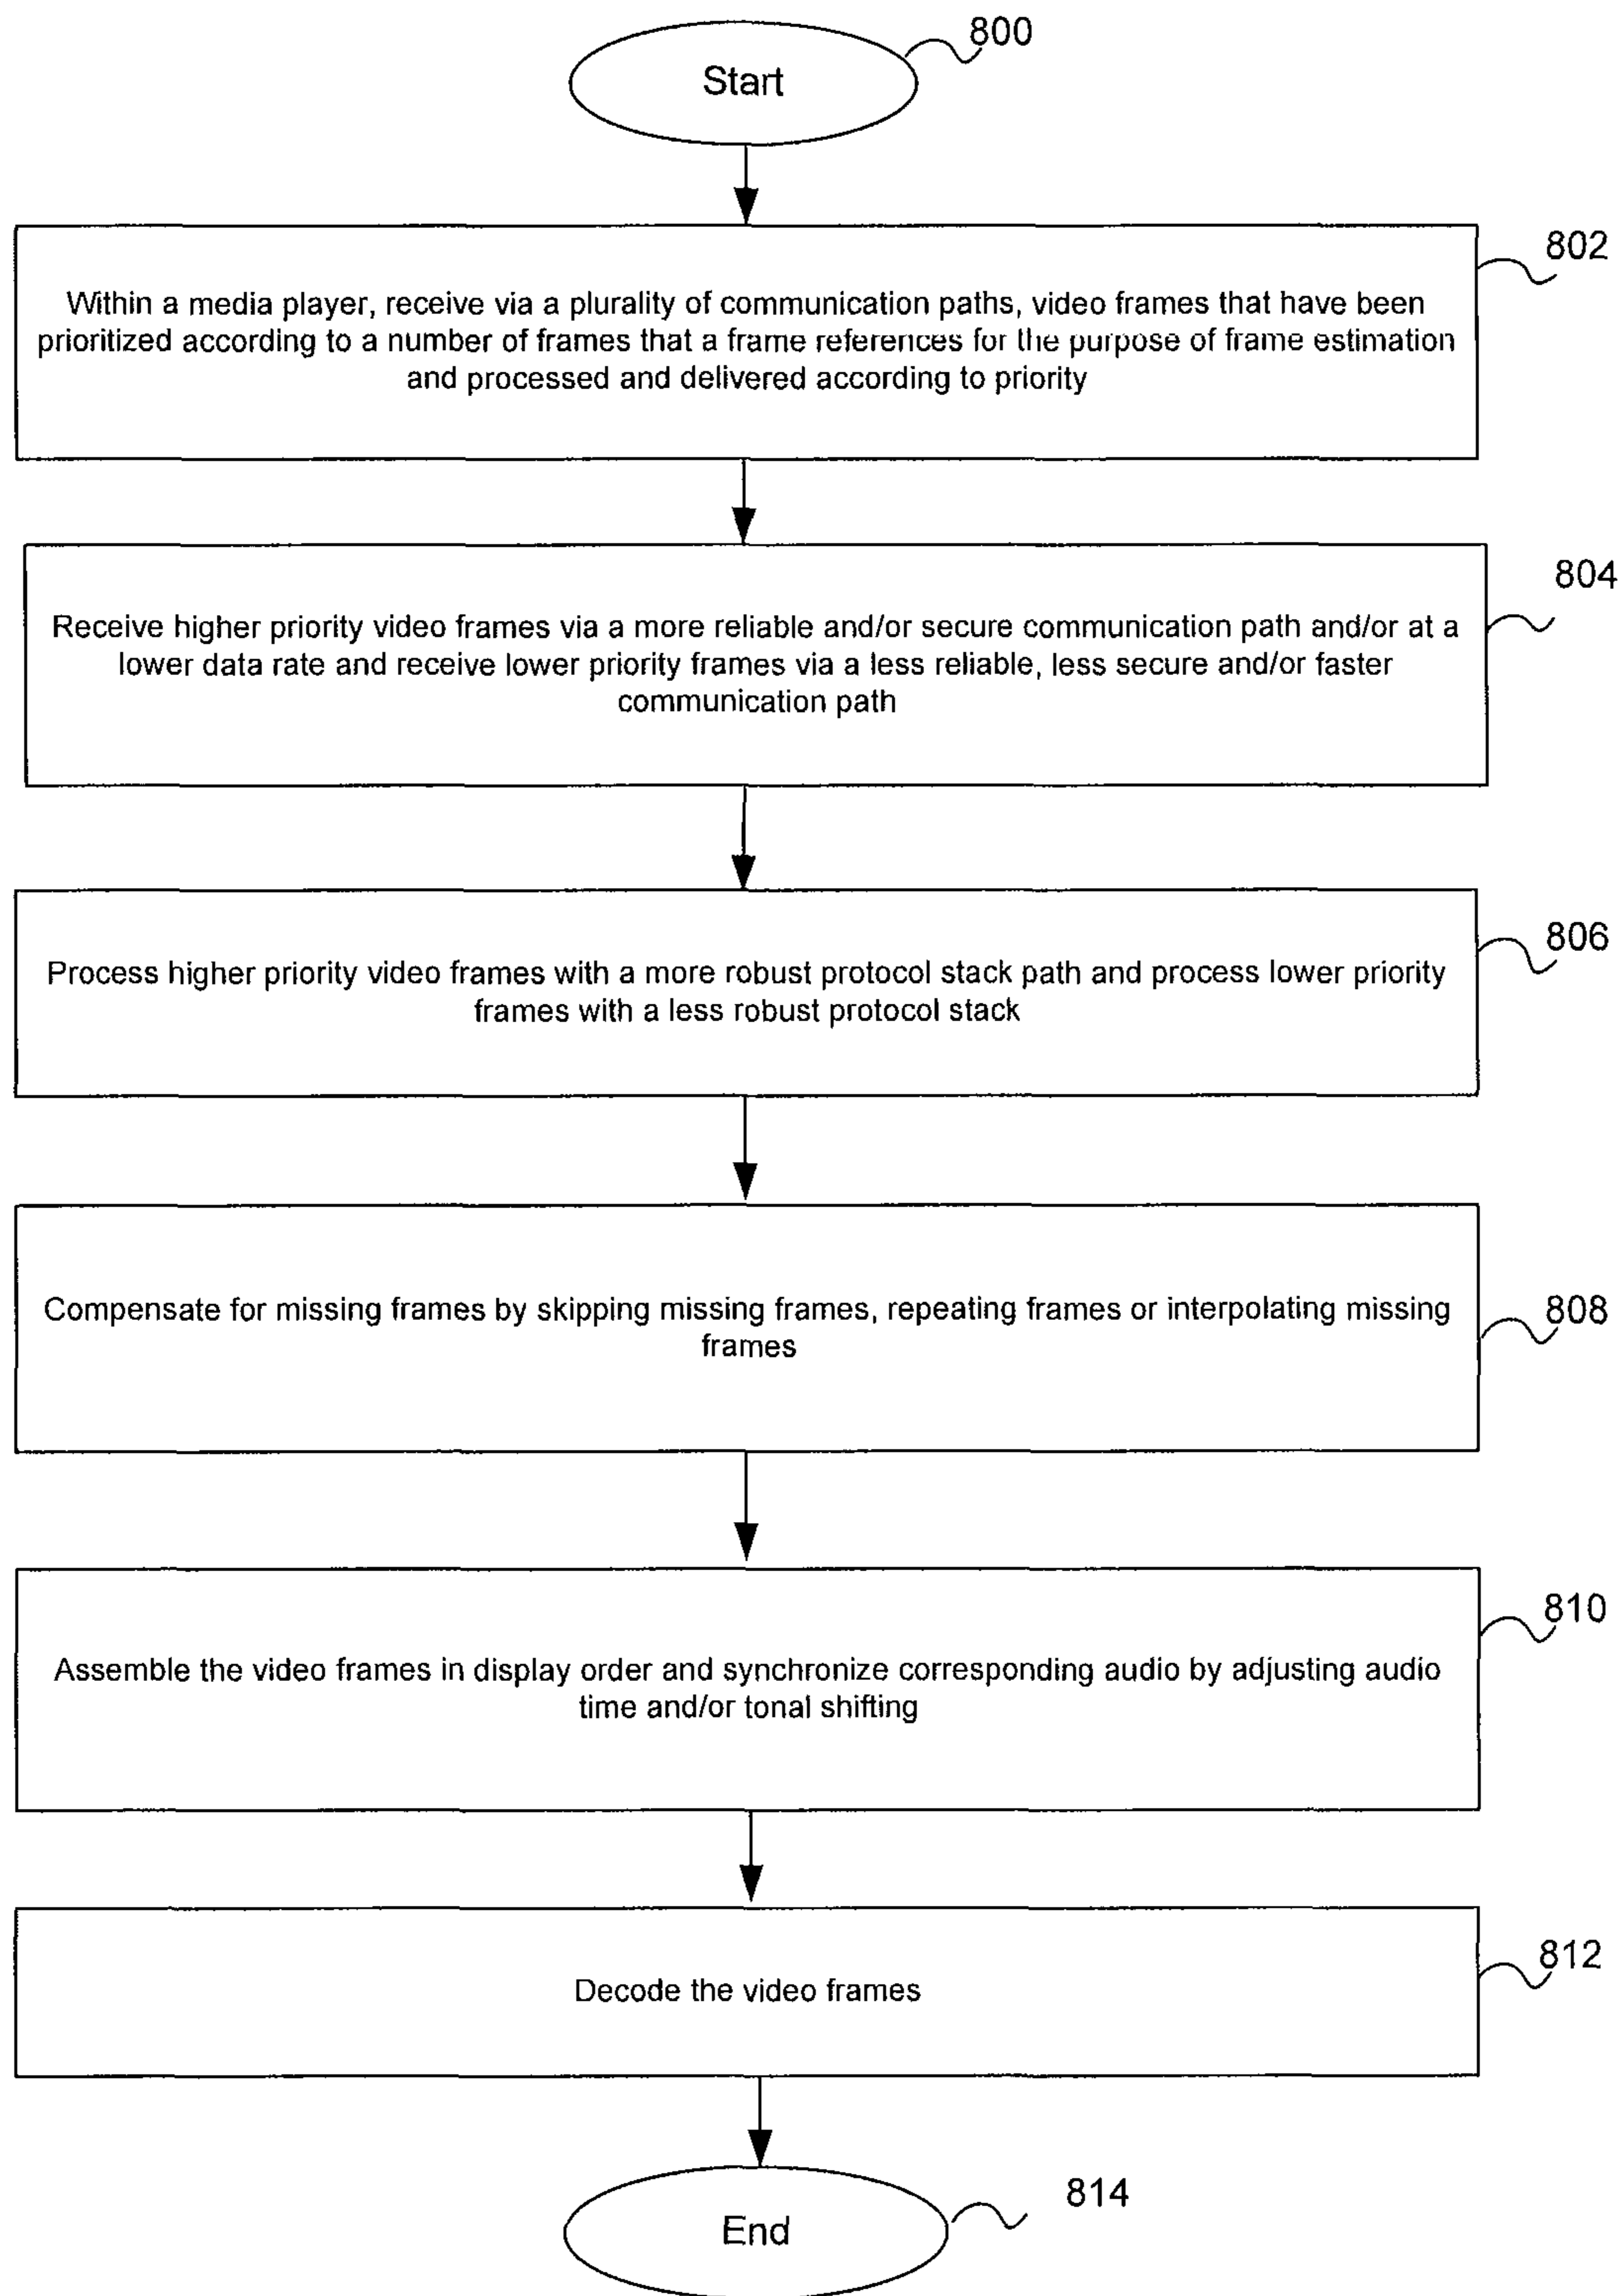 Start
800
802
Within a media player, receive via a plurality of communication paths, video frames that have been
prioritized according to a number of frames that a frame references for the purpose of frame estimation
and processed and delivered according to priority
804
Receive higher priority video frames via a more reliable and/or secure communication path and/or at a
lower data rate and receive lower priority frames via a less reliable, less secure and/or faster
communication path
806
Process higher priority video frames with a more robust protocol stack path and process lower priority
frames with a less robust protocol stack
808
Compensate for missing frames by skipping missing frames, repeating frames or interpolating missing
frames
810
Assemble the video frames in display order and synchronize corresponding audio by adjusting audio
time and/or tonal shifting
812
Decode the video frames
814
End